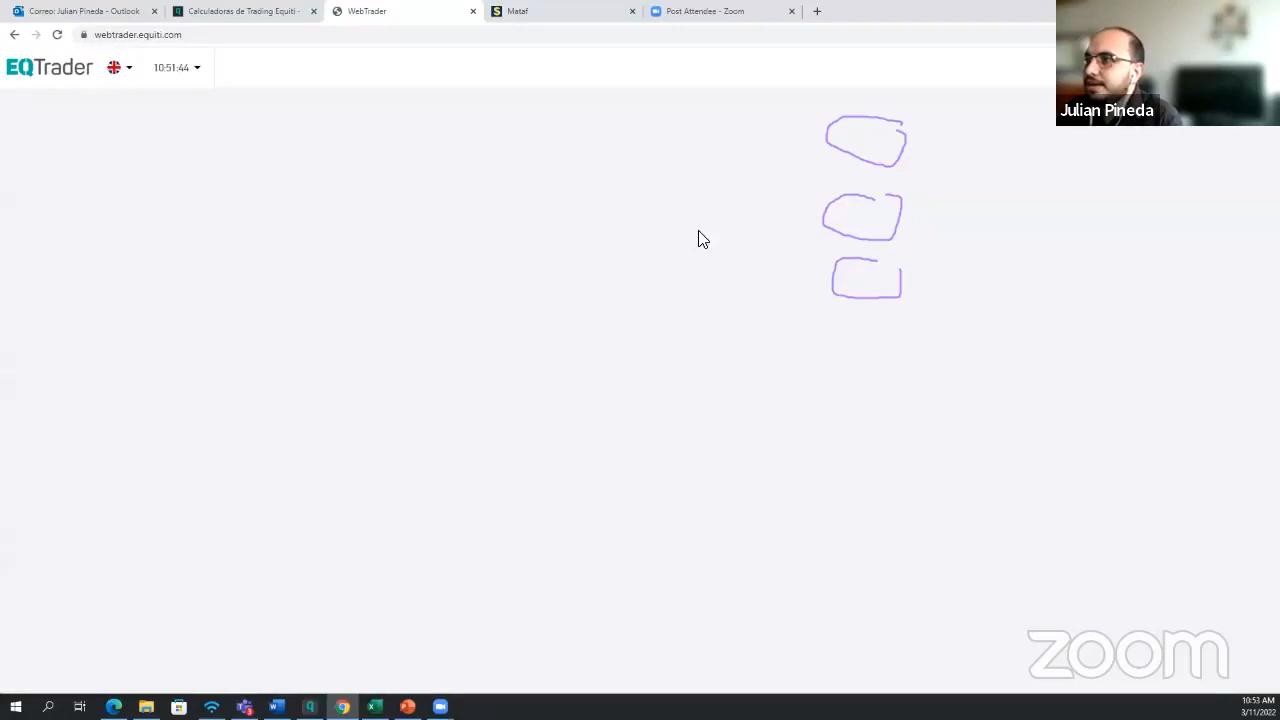 Correo: Julian Pineda - Outlook
Calculadoras de Trading Equiti -
WebTrader
Mataf
Post Attendee - Zoom
webtrader.equiti.com
EQTrader
10:51:44
Julian Pineda
zoom
10:53 AM
3/11/2022